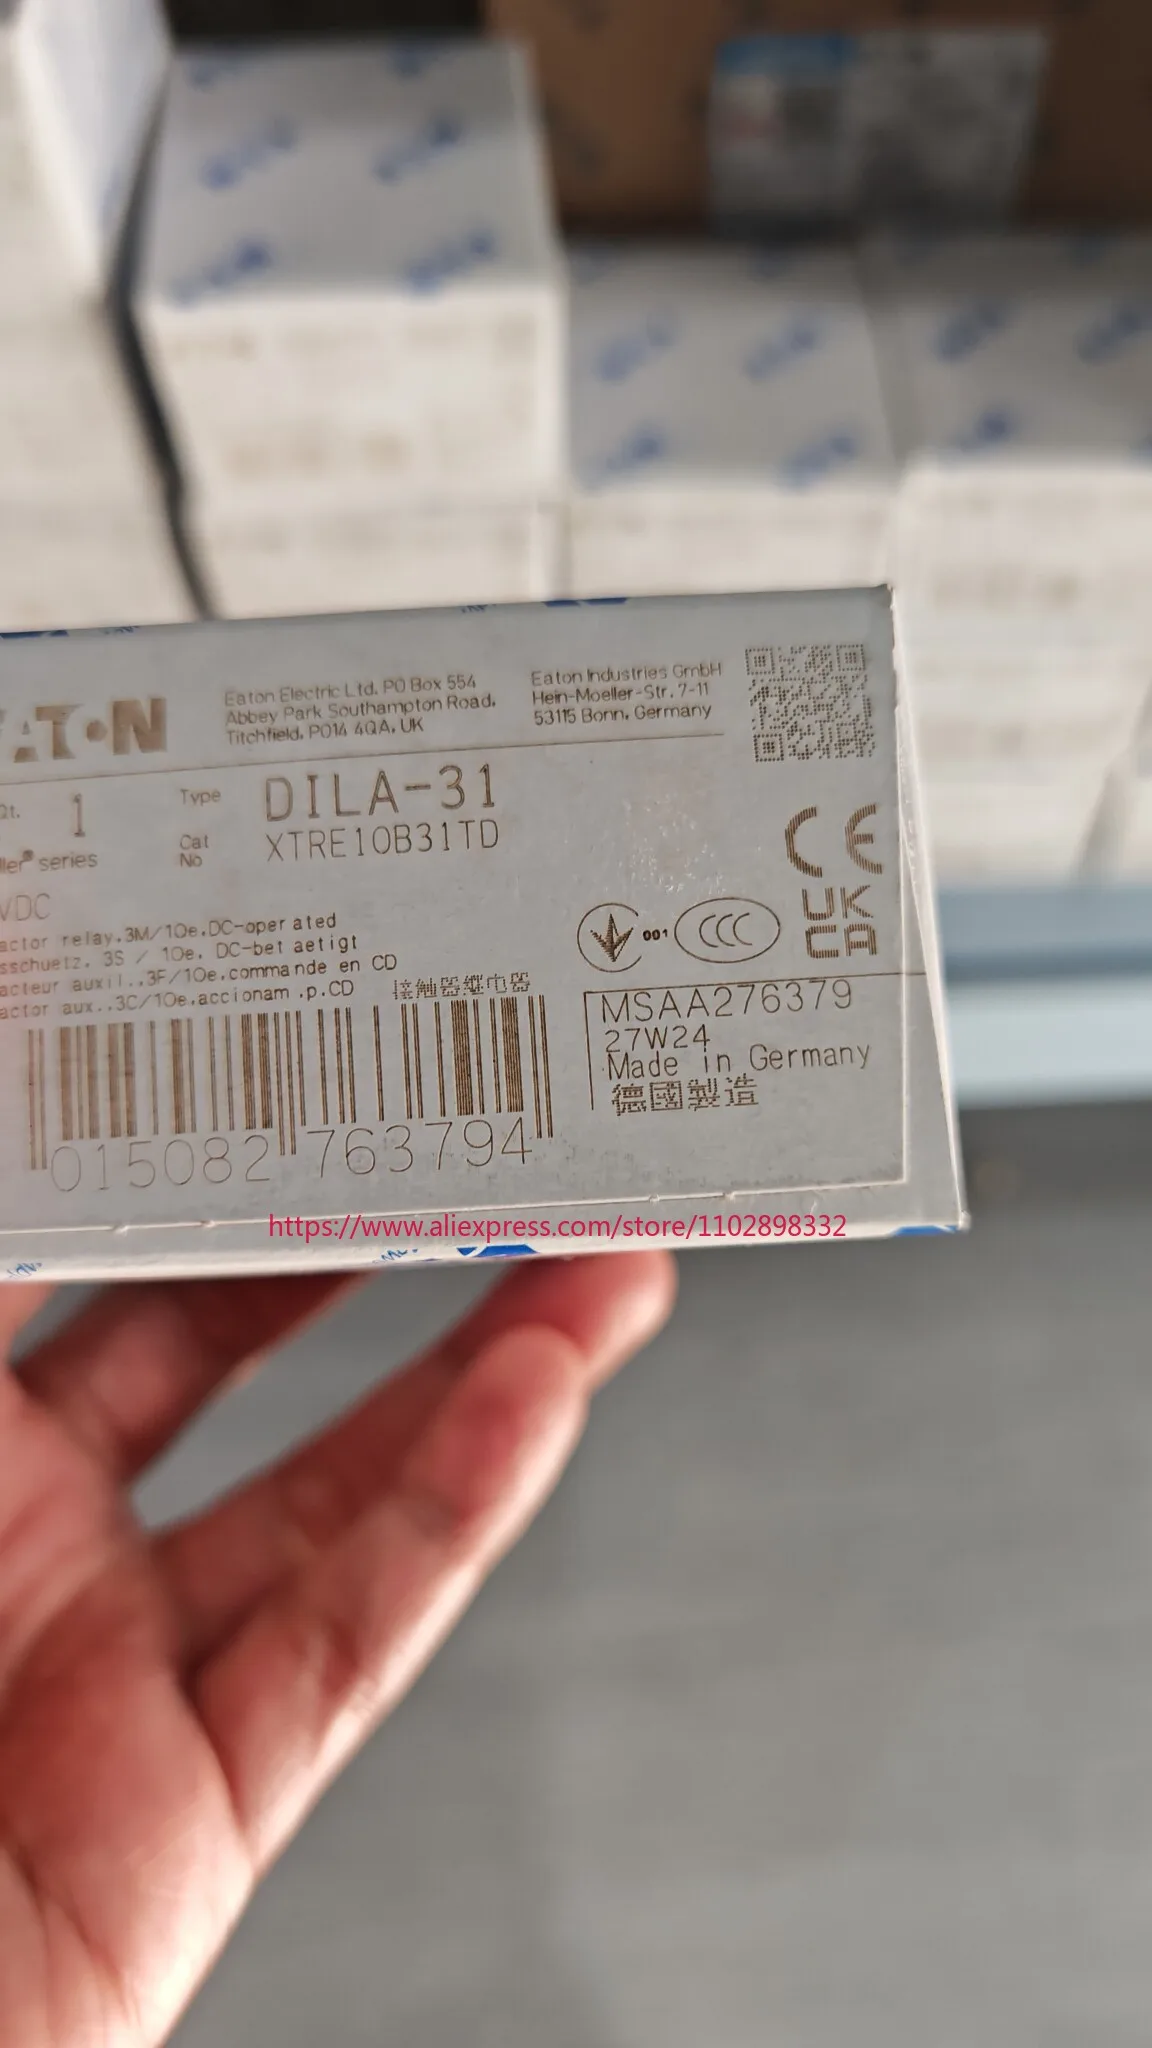 EATON
Eaton Electric Ltd. PO Box 554
Abbey Park Southampton Road,
Titchfield, PO14 4QA, UK
Eaton Industries GmbH
Hein-Moeller-Str. 7-11
53115 Bonn, Germany
Qt. 1
Type DILA-31
Cat No XTRE10B31TD
ller® series
VDC
actor relay,3M/1Oe,DC-operated
sschuetz, 3S / 1Oe, DC-betaetigt
acteur auxil.,3F/1Oe,commande en CD
actor aux..3C/1Oe,accionam.p.CD
接触器继电器
001
CCC
CE
UK
CA
MSAA276379
27W24
Made in Germany
德國製造
015082 763794
https://www.aliexpress.com/store/1102898332